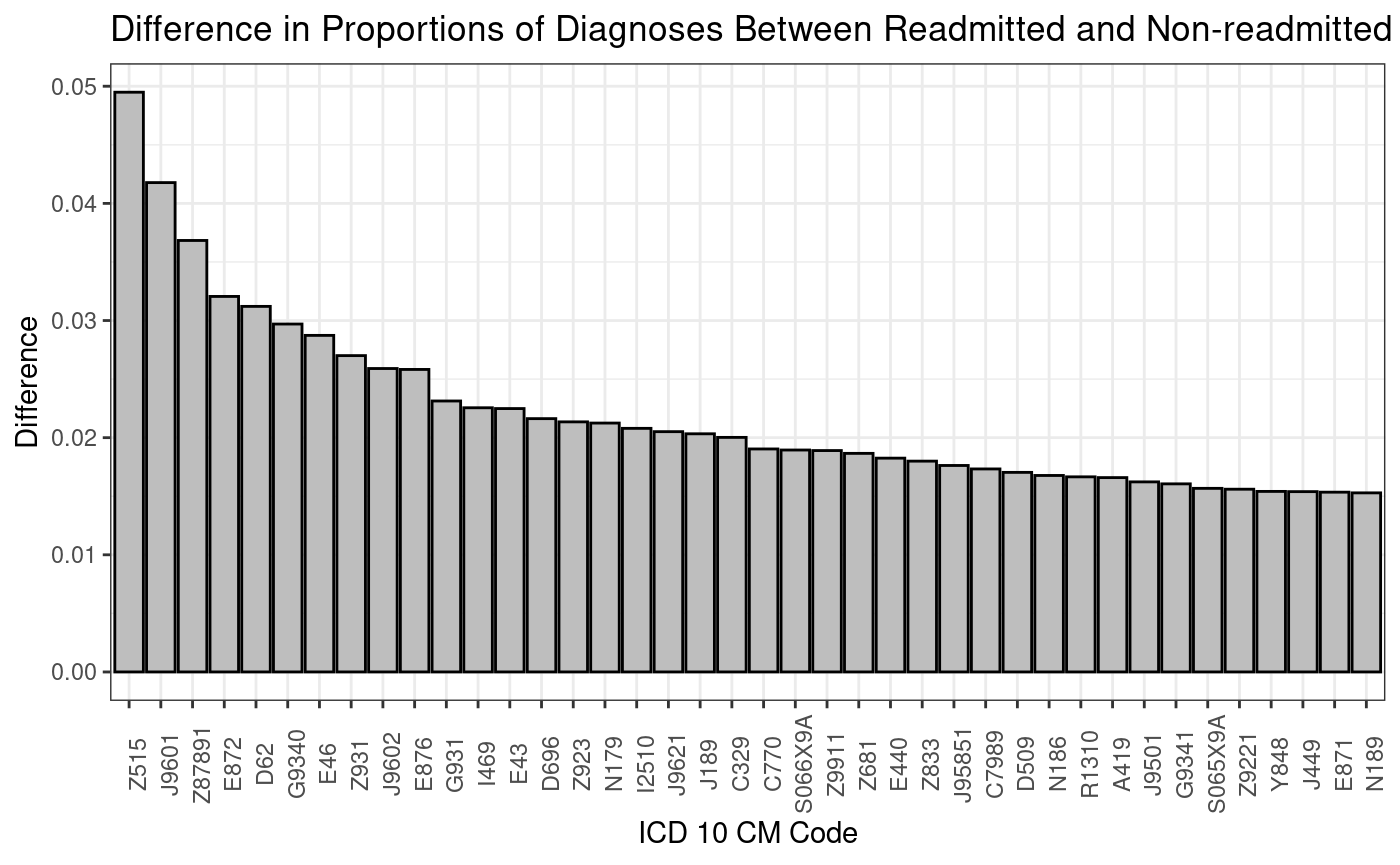 Difference in Proportions of Diagnoses Between Readmitted and Non-readmitted
Difference
0.05
0.04
0.03
0.02
0.01
0.00
Z515
J9601
Z87891
E872
D62
G9340
E46
Z931
J9602
E876
G931
I469
E43
D696
Z923
N179
I2510
J9621
J189
C329
C770
S066X9A
Z9911
Z681
E440
Z833
J95851
C7989
D509
N186
R1310
A419
J9501
G9341
S065X9A
Z9221
Y848
J449
E871
N189
ICD 10 CM Code